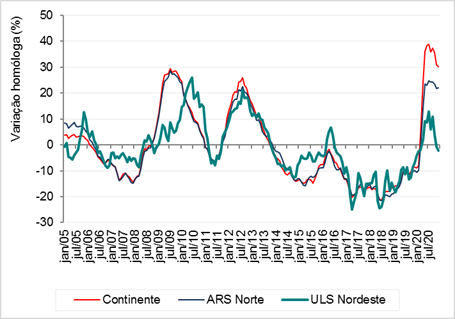 Variação homóloga (%)
50
40
30
20
10
0
-10
-20
-30
jan/05
jul/05
jan/06
jul/06
jan/07
jul/07
jan/08
jul/08
jan/09
jul/09
jan/10
jul/10
jan/11
jul/11
jan/12
jul/12
jan/13
jul/13
jan/14
jul/14
jan/15
jul/15
jan/16
jul/16
jan/17
jul/17
jan/18
jul/18
jan/19
jul/19
jan/20
jul/20
Continente
ARS Norte
ULS Nordeste